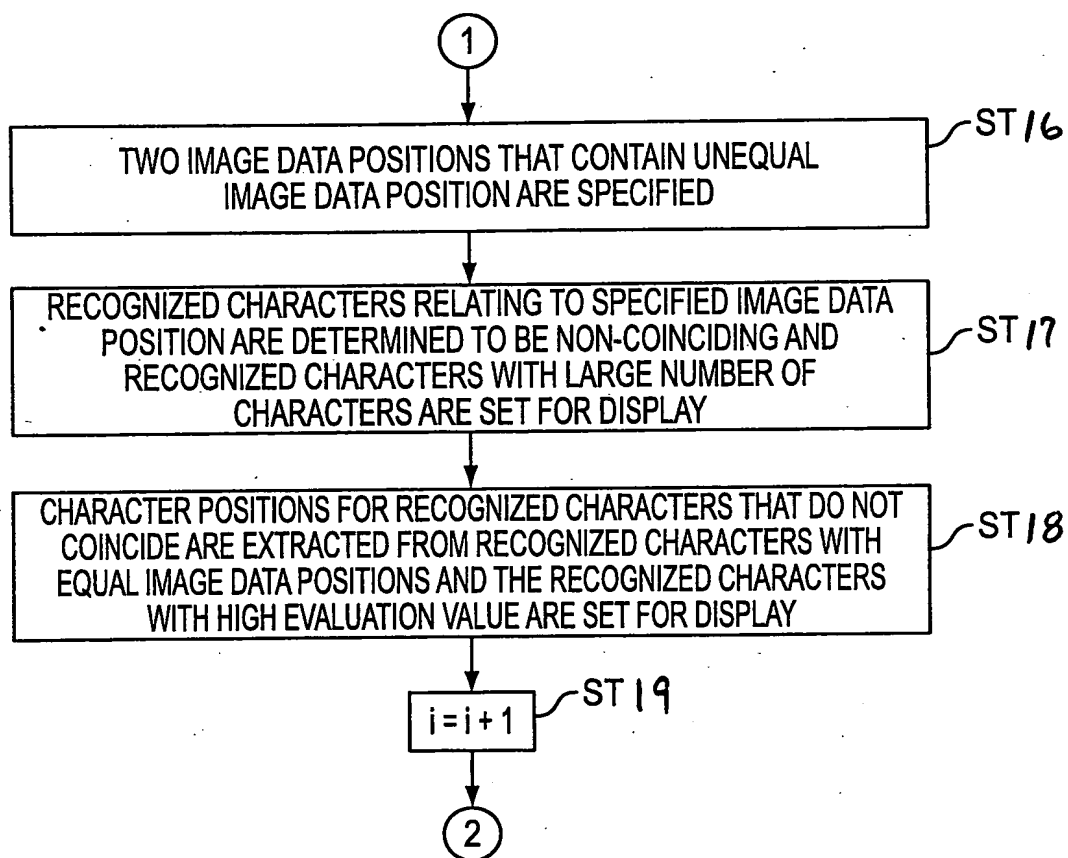 1
ST16
TWO IMAGE DATA POSITIONS THAT CONTAIN UNEQUAL
IMAGE DATA POSITION ARE SPECIFIED
RECOGNIZED CHARACTERS RELATING TO SPECIFIED IMAGE DATA
POSITION ARE DETERMINED TO BE NON-COINCIDING AND
RECOGNIZED CHARACTERS WITH LARGE NUMBER OF
CHARACTERS ARE SET FOR DISPLAY
ST17
CHARACTER POSITIONS FOR RECOGNIZED CHARACTERS THAT DO NOT
COINCIDE ARE EXTRACTED FROM RECOGNIZED CHARACTERS WITH
EQUAL IMAGE DATA POSITIONS AND THE RECOGNIZED CHARACTERS
WITH HIGH EVALUATION VALUE ARE SET FOR DISPLAY
ST18
i = i + 1
ST19
2